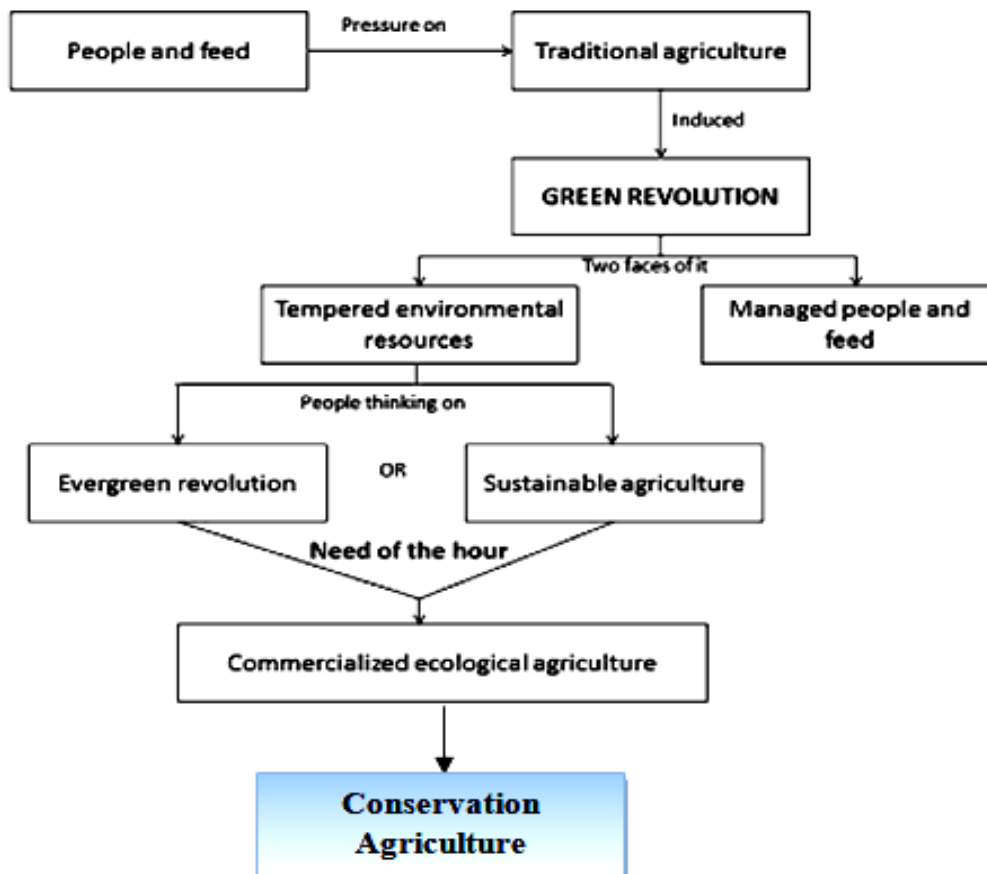 People and feed
Pressure on
Traditional agriculture
Induced
GREEN REVOLUTION
Two faces of it
Tempered environmental
resources
Managed people and
feed
People thinking on
Evergreen revolution
OR
Sustainable agriculture
Need of the hour
Commercialized ecological agriculture
Conservation
Agriculture